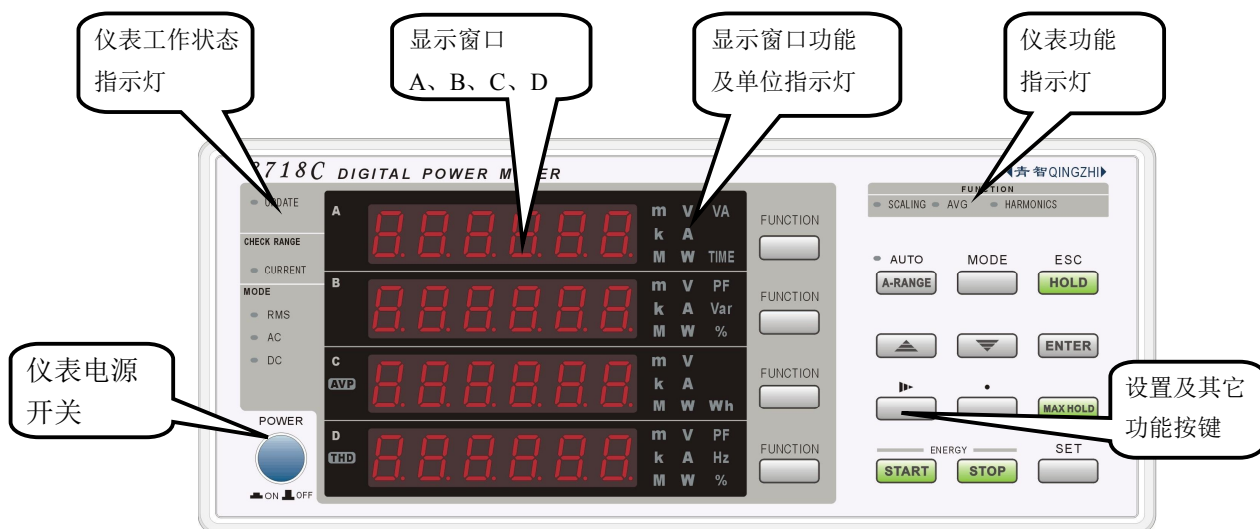 仪表工作状态
指示灯
显示窗口
A、B、C、D
显示窗口功能
及单位指示灯
仪表功能
指示灯
8718C DIGITAL POWER METER
青智QINGZHI
FUNCTION
SCALING AVG HARMONICS
UPDATE
CHECK RANGE
CURRENT
MODE
RMS
AC
DC
仪表电源
开关
POWER
ON OFF
A
m V VA
k A
M W TIME
FUNCTION
B
m V PF
k A Var
M W %
FUNCTION
C
AVP
m V
k A
M W Wh
FUNCTION
D
THD
m V PF
k A Hz
M W %
FUNCTION
AUTO MODE ESC
A-RANGE HOLD
ENTER
MAX HOLD
设置及其它
功能按键
ENERGY SET
START STOP